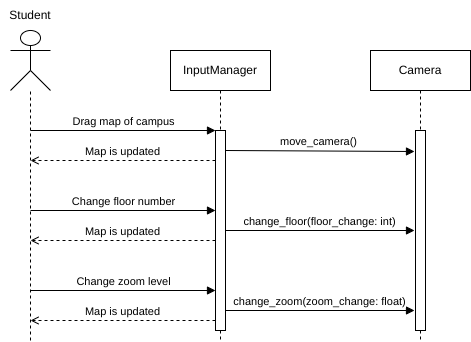 Student
InputManager
Camera
Drag map of campus
move_camera()
Map is updated
Change floor number
change_floor(floor_change: int)
Map is updated
Change zoom level
change_zoom(zoom_change: float)
Map is updated